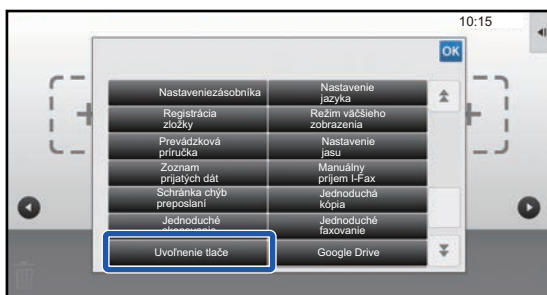 10:15
OK
Nastaveniezásobníka
Nastavenie
jazyka
Registrácia
zložky
Režim väčšieho
zobrazenia
Prevádzková
príručka
Nastavenie
jasu
Zoznam
prijatých dát
Manuálny
príjem I-Fax
Schránka chýb
preposlaní
Jednoduchá
kópia
Jednoduché
Jednoduché
faxovanie
Uvoľnenie tlače
Google Drive